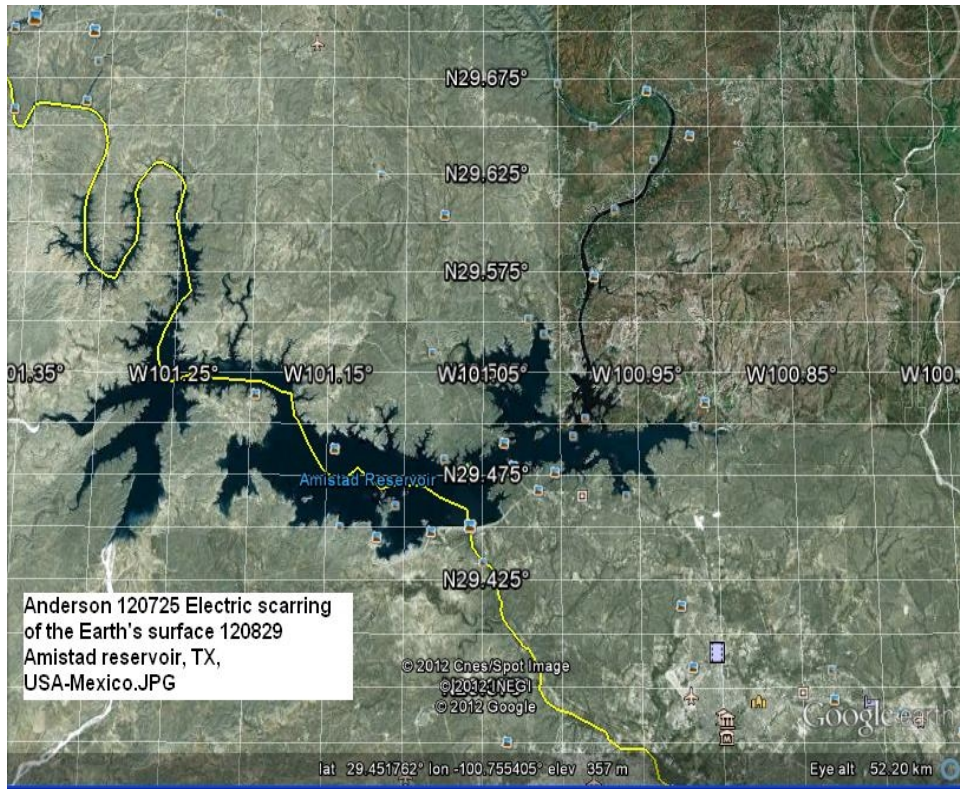 N29.675°
N29.625°
N29.575°
01.35° W101.25° W101.15° W101.05° W100.95° W100.85° W100.
N29.475°
Amistad Reservoir
N29.425°
Anderson 120725 Electric scarring
of the Earth's surface 120829
Amistad reservoir, TX,
USA-Mexico.JPG
© 2012 Cnes/Spot Image
© 2012 INEGI
© 2012 Google
Google earth
lat 29.451762° lon -100.755405° elev 357 m
Eye alt 52.20 km